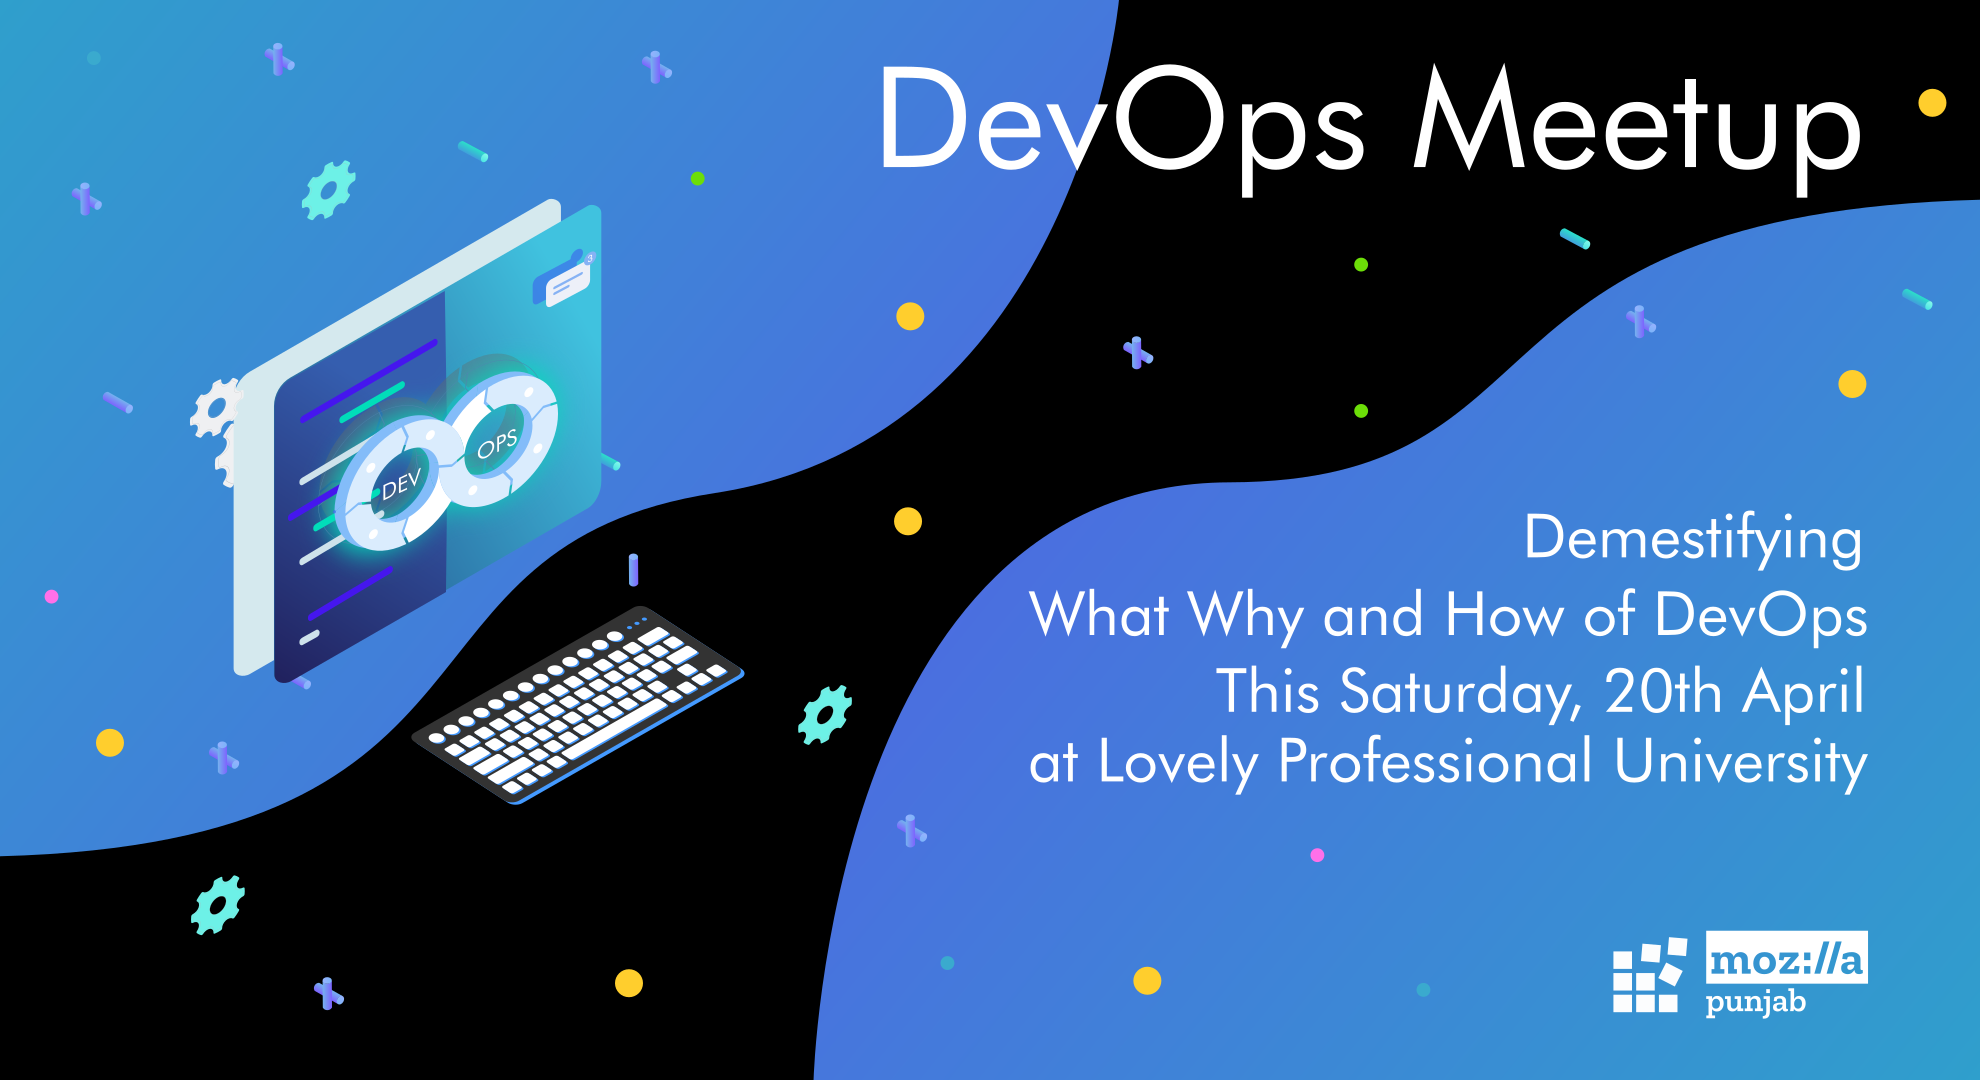 DevOps Meetup
3
DEV
OPS
Demestifying
What Why and How of DevOps
This Saturday, 20th April
at Lovely Professional University
moz://a
punjab